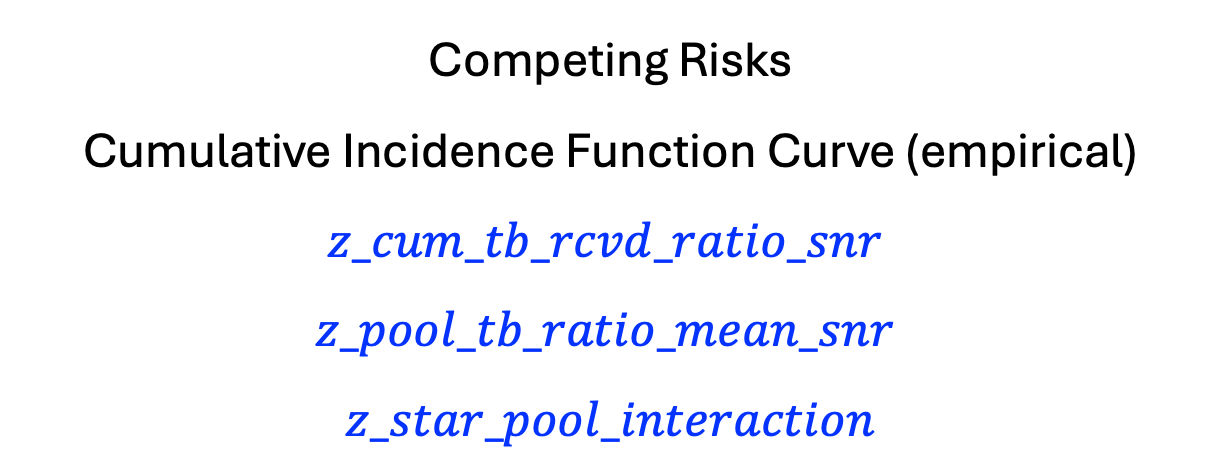 Competing Risks
Cumulative Incidence Function Curve (empirical)
z_cum_tb_rcvd_ratio_snr
z_pool_tb_ratio_mean_snr
z_star_pool_interaction